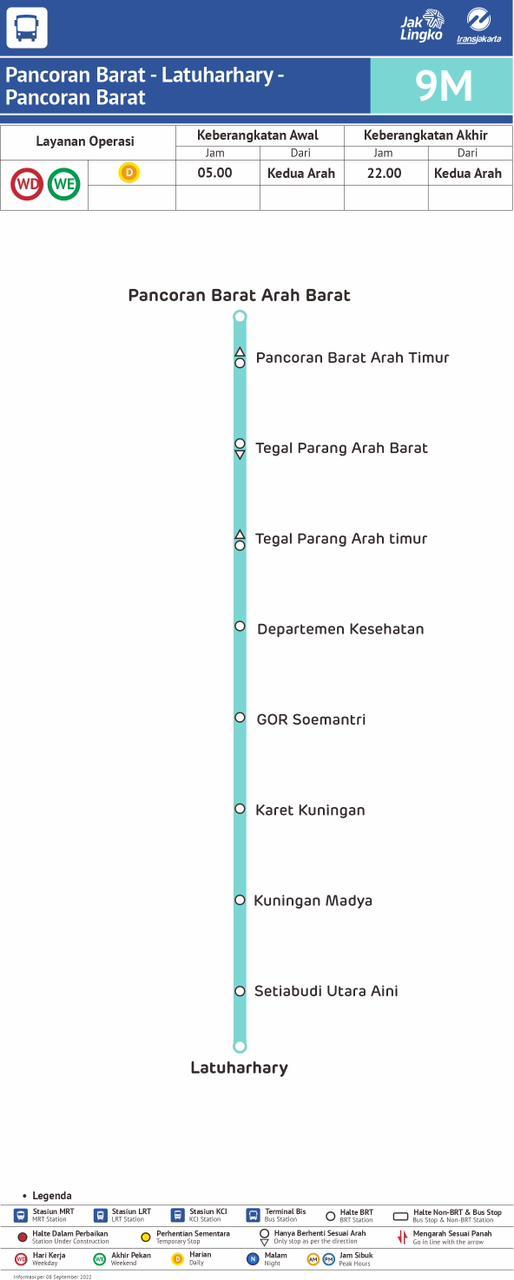 Jak
Lingko
transjakarta
Pancoran Barat - Latuharhary -
Pancoran Barat
9M
Layanan Operasi
Keberangkatan Awal
Keberangkatan Akhir
Jam
Dari
Jam
Dari
WD
WE
D
05.00
Kedua Arah
22.00
Kedua Arah
Pancoran Barat Arah Barat
Pancoran Barat Arah Timur
Tegal Parang Arah Barat
Tegal Parang Arah timur
Departemen Kesehatan
GOR Soemantri
Karet Kuningan
Kuningan Madya
Setiabudi Utara Aini
Latuharhary
• Legenda
Stasiun MRT
MRT Station
Stasiun LRT
LRT Station
Stasiun KCI
KCI Station
Terminal Bis
Bus Station
Halte BRT
BRT Station
Halte Non-BRT & Bus Stop
Bus Stop & Non-BRT Station
Halte Dalam Perbaikan
Station Under Construction
Perhentian Sementara
Temporary Stop
Hanya Berhenti Sesuai Arah
Only stop as per the direction
Mengarah Sesuai Panah
Go in line with the arrow
WD
Hari Kerja
Weekday
WE
Akhir Pekan
Weekend
D
Harian
Daily
N
Malam
Night
AM
PM
Jam Sibuk
Peak Hours
Informasi per 08 September 2022